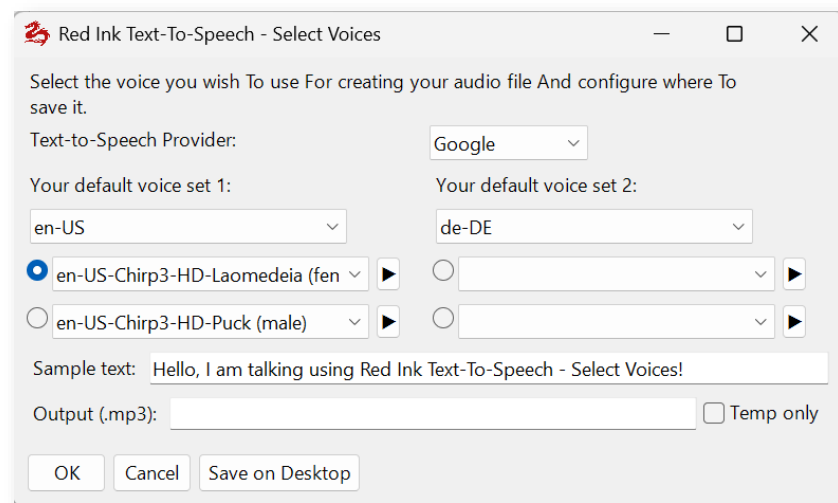 Red Ink Text-To-Speech - Select Voices
Select the voice you wish To use For creating your audio file And configure where To
save it.
Text-to-Speech Provider: Google
Your default voice set 1: Your default voice set 2:
en-US de-DE
en-US-Chirp3-HD-Laomedeia (fen
en-US-Chirp3-HD-Puck (male)
Sample text: Hello, I am talking using Red Ink Text-To-Speech - Select Voices!
Output (.mp3): Temp only
OK Cancel Save on Desktop